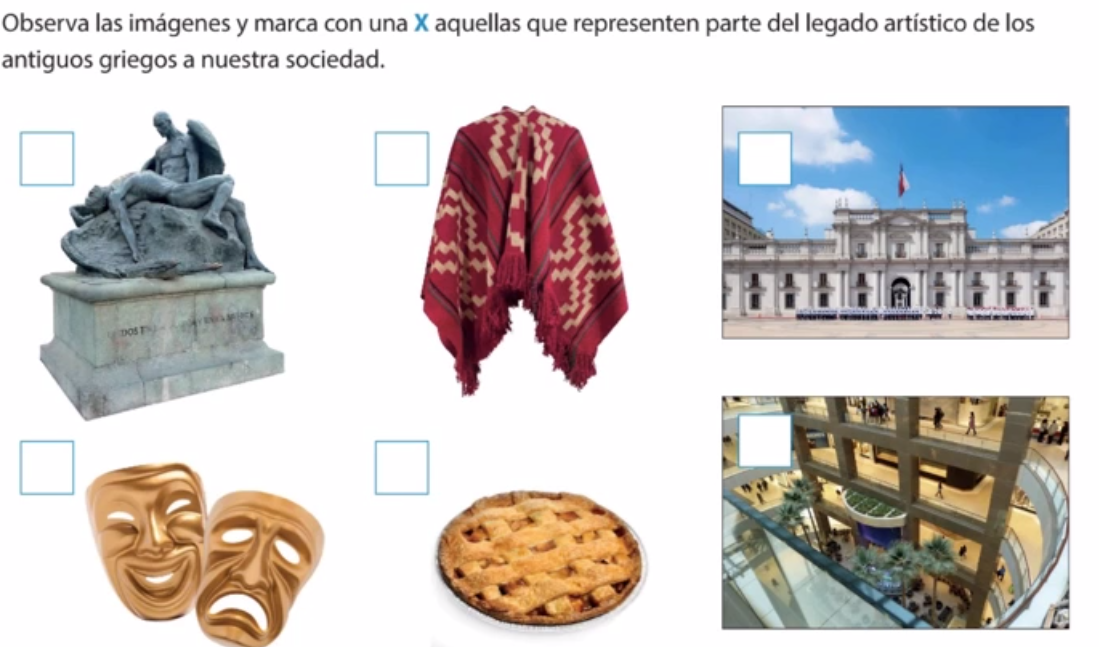 Observa las imágenes y marca con una X aquellas que representen parte del legado artístico de los
antiguos griegos a nuestra sociedad.